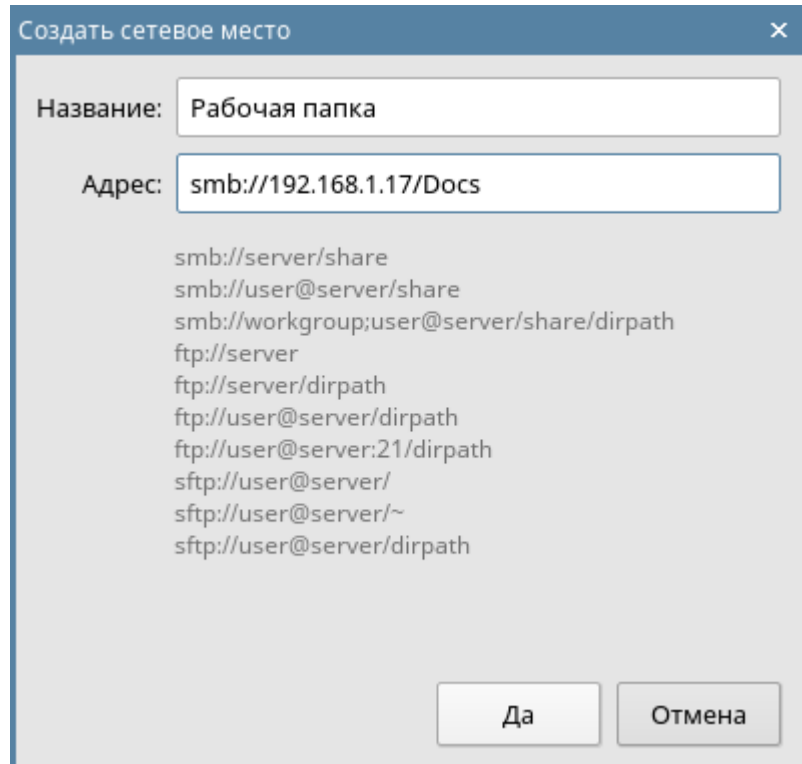 Создать сетевое место
Название: Рабочая папка
Адрес: smb://192.168.1.17/Docs
smb://server/share
smb://user@server/share
smb://workgroup;user@server/share/dirpath
ftp://server
ftp://server/dirpath
ftp://user@server/dirpath
ftp://user@server:21/dirpath
sftp://user@server/
sftp://user@server/~
sftp://user@server/dirpath
Да Отмена